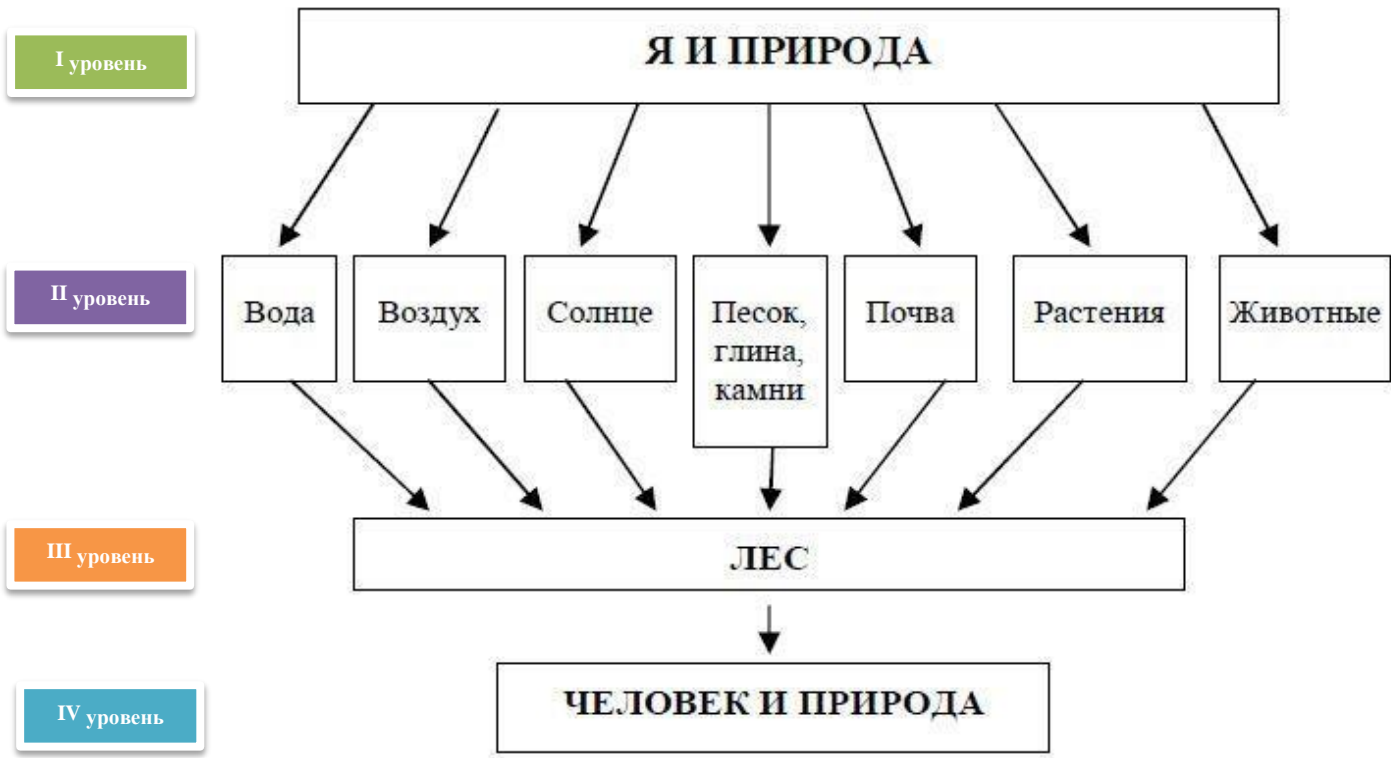 I уровень
Я И ПРИРОДА
II уровень
Вода
Воздух
Солнце
Песок,
глина,
камни
Почва
Растения
Животные
III уровень
ЛЕС
IV уровень
ЧЕЛОВЕК И ПРИРОДА